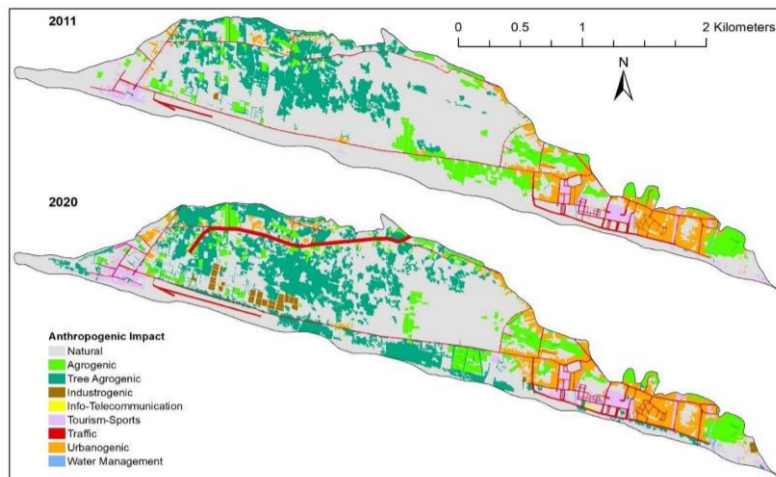 2011
0 0.5 1 2 Kilometers
N
2020
Anthropogenic Impact
Natural
Agrogenic
Tree Agrogenic
Industrogenic
Info-Telecommunication
Tourism-Sports
Traffic
Urbanogenic
Water Management